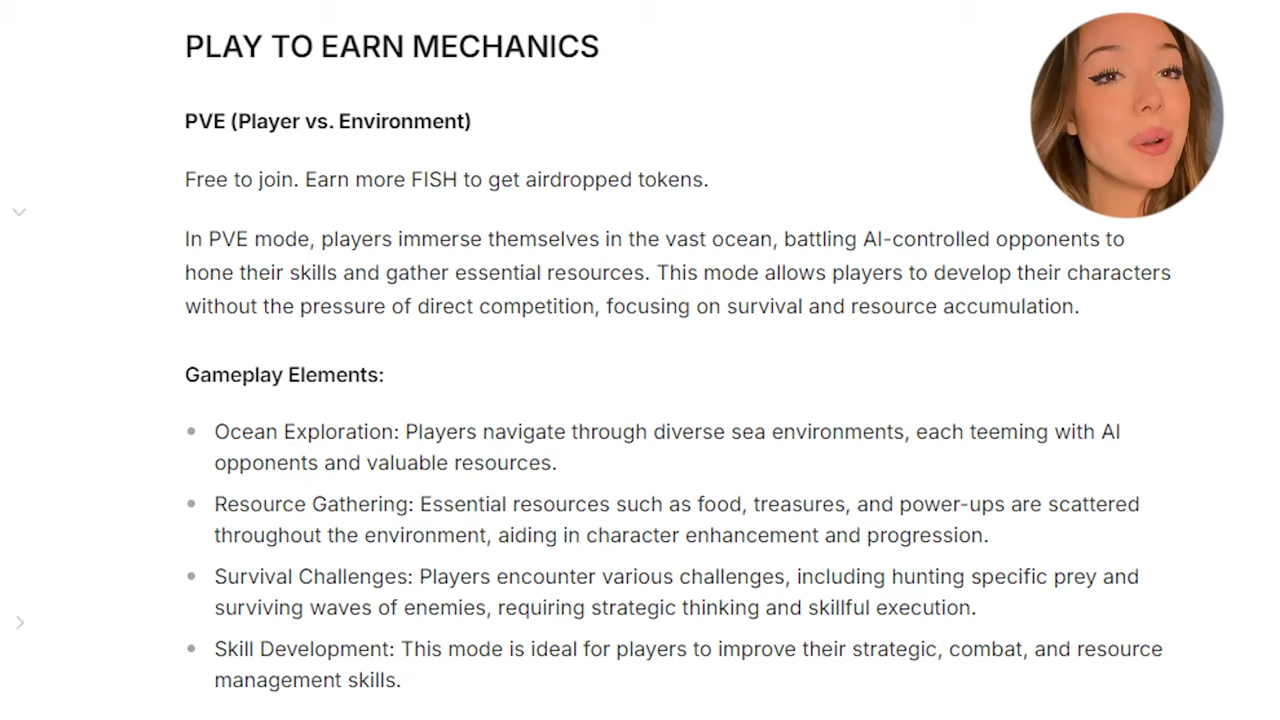 PLAY TO EARN MECHANICS
PVE (Player vs. Environment)
Free to join. Earn more FISH to get airdropped tokens.
In PVE mode, players immerse themselves in the vast ocean, battling AI-controlled opponents to
hone their skills and gather essential resources. This mode allows players to develop their characters
without the pressure of direct competition, focusing on survival and resource accumulation.
Gameplay Elements:
• Ocean Exploration: Players navigate through diverse sea environments, each teeming with AI
opponents and valuable resources.
• Resource Gathering: Essential resources such as food, treasures, and power-ups are scattered
throughout the environment, aiding in character enhancement and progression.
• Survival Challenges: Players encounter various challenges, including hunting specific prey and
surviving waves of enemies, requiring strategic thinking and skillful execution.
• Skill Development: This mode is ideal for players to improve their strategic, combat, and resource
management skills.